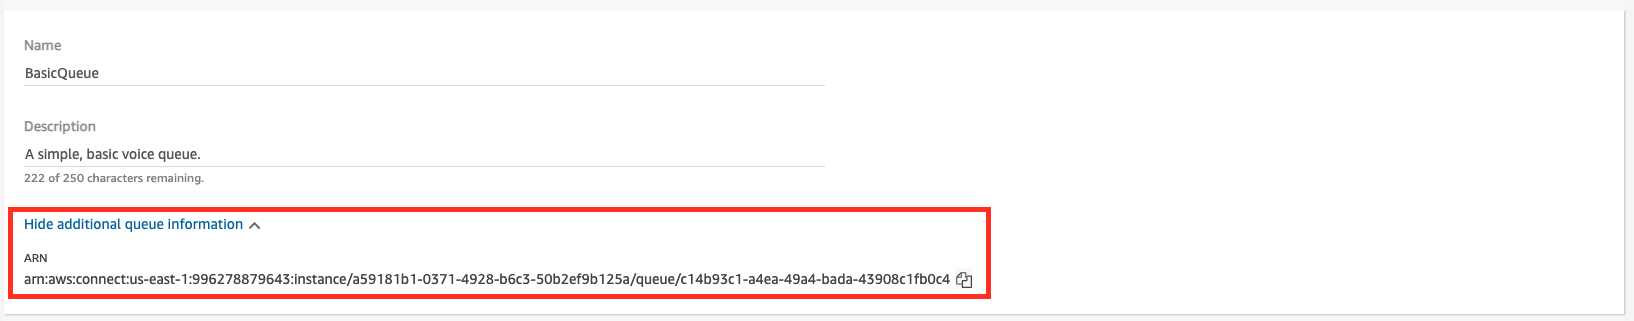 Name
BasicQueue
Description
A simple, basic voice queue.
222 of 250 characters remaining.
Hide additional queue information
ARN
arn:aws:connect:us-east-1:996278879643:instance/a59181b1-0371-4928-b6c3-50b2ef9b125a/queue/c14b93c1-a4ea-49a4-bada-43908c1fb0c4